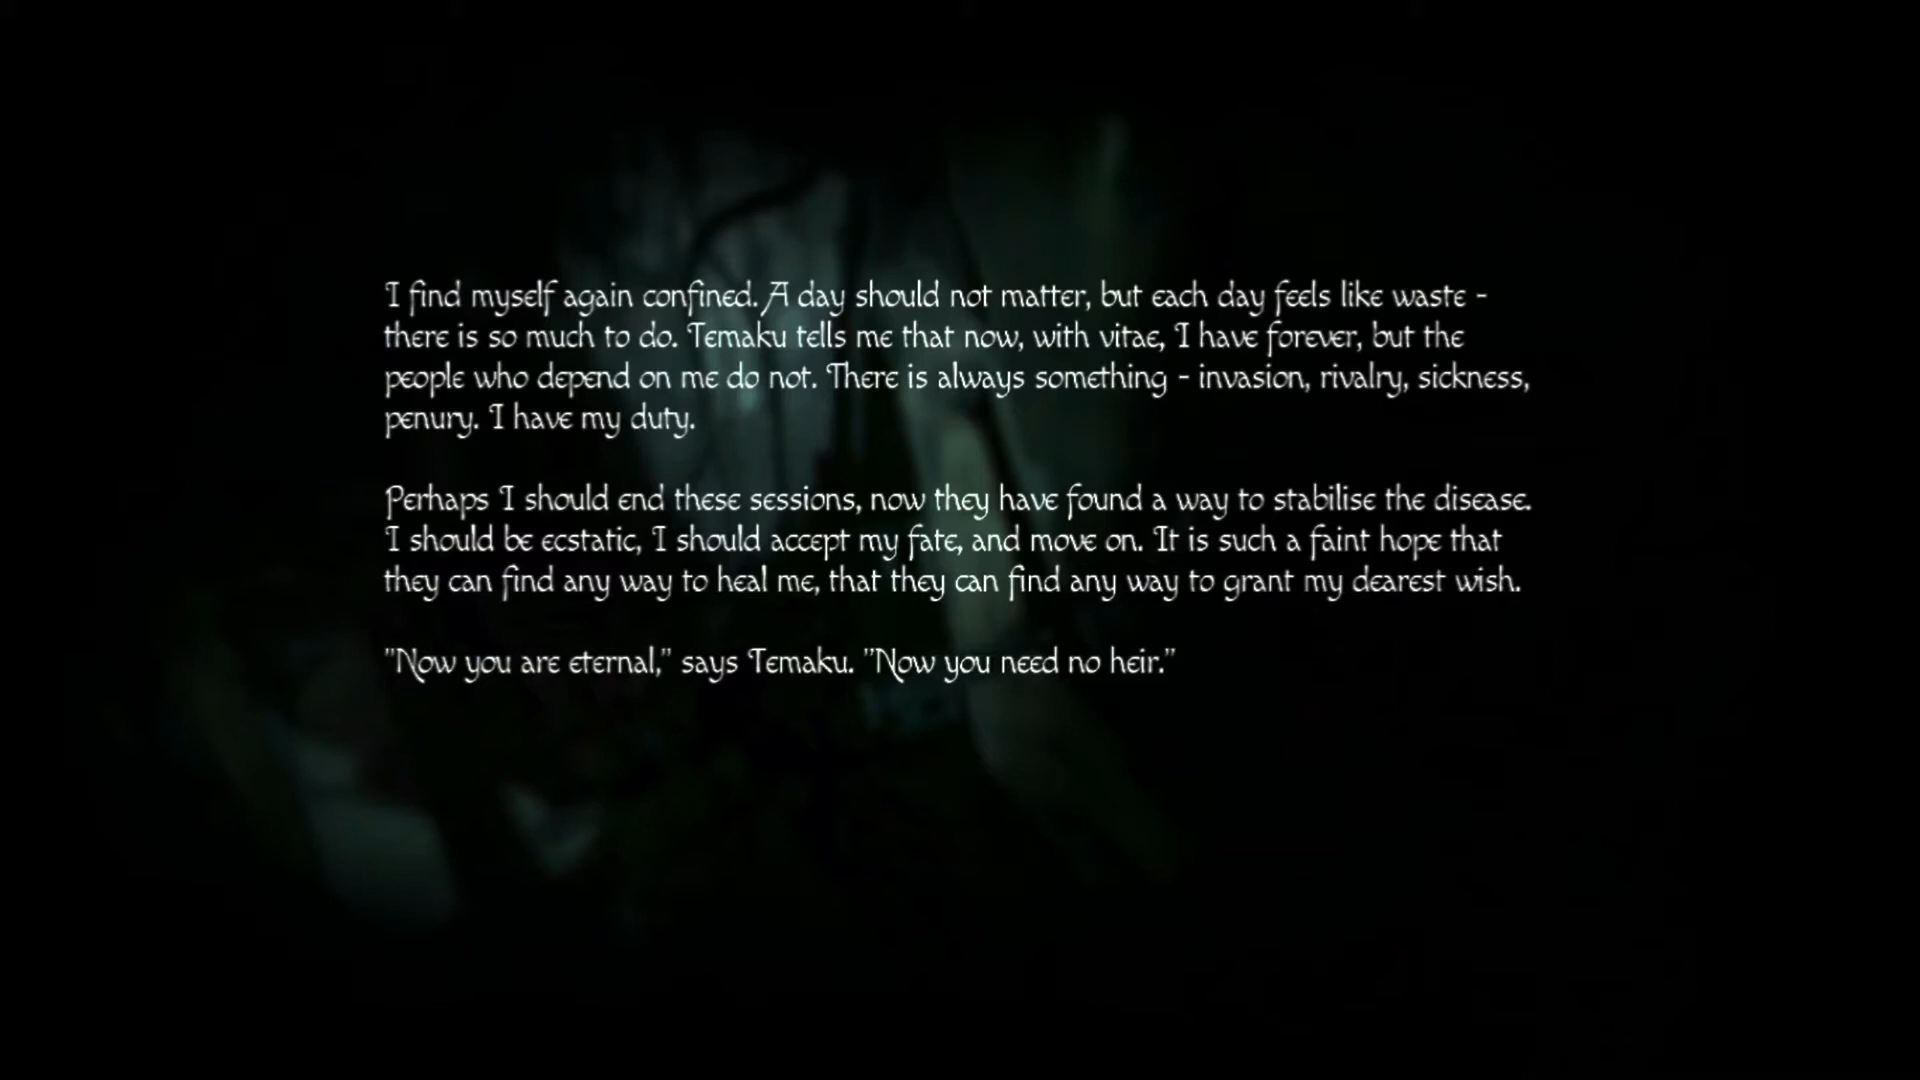 I find myself again confined. A day should not matter, but each day feels like waste -
there is so much to do. Temaku tells me that now, with vitae, I have forever, but the
people who depend on me do not. There is always something - invasion, rivalry, sickness,
penury. I have my duty.
Perhaps I should end these sessions, now they have found a way to stabilise the disease.
I should be ecstatic, I should accept my fate, and move on. It is such a faint hope that
they can find any way to heal me, that they can find any way to grant my dearest wish.
"Now you are eternal," says Temaku. "Now you need no heir."